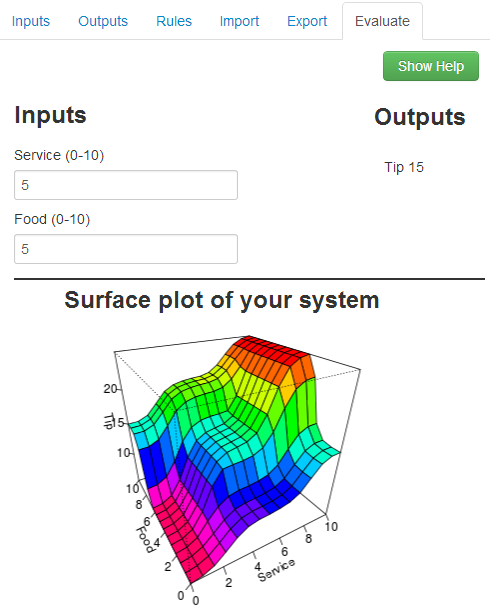 Inputs Outputs Rules Import Export Evaluate
Show Help
Inputs
Outputs
Service (0-10)
Tip 15
5
Food (0-10)
5
Surface plot of your system
20
15
10
Tip
10
8
6
4
2
0
Food
0
2
4
6
8
10
Service